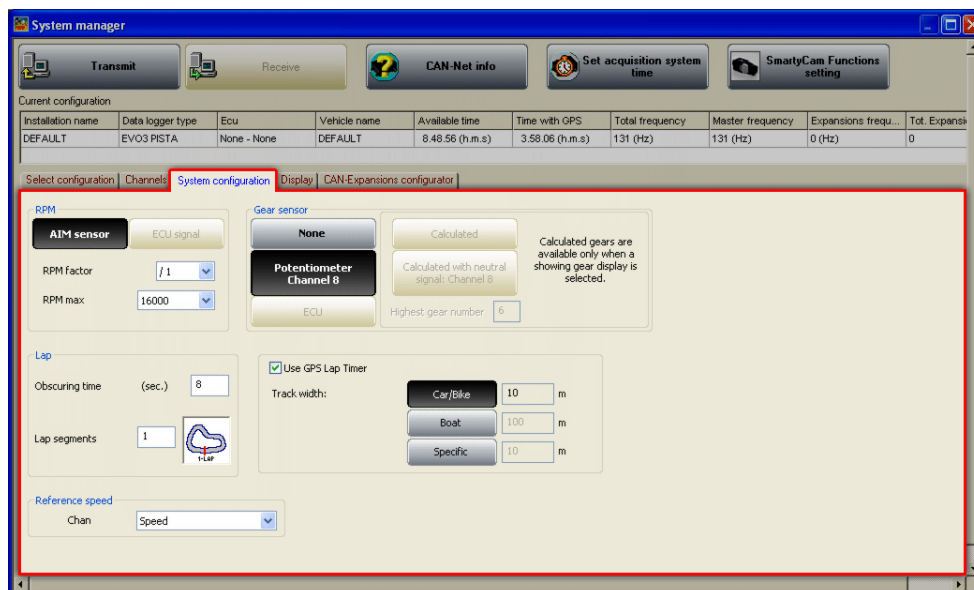 System manager
Transmit
Receive
CAN-Net info
Set acquisition system
time
SmartyCam Functions
setting
Current configuration
Installation name Data logger type Ecu Vehicle name Available time Time with GPS Total frequency Master frequency Expansions frequ... Tot. Expansi
DEFAULT EVO3 PISTA None - None DEFAULT 8.48.56 (h.m.s) 3.58.06 (h.m.s) 131 (Hz) 131 (Hz) 0 (Hz) 0
Select configuration Channels System configuration Display CAN-Expansions configurator
RPM
AIM sensor ECU signal
RPM factor /1
RPM max 16000
Gear sensor
None
Potentiometer
Channel 8
ECU
Calculated
Calculated with neutral
signal: Channel 8
Highest gear number 6
Calculated gears are
available only when a
showing gear display is
selected.
Lap
Obscuring time (sec.) 8
Lap segments 1
1-LAP
Use GPS Lap Timer
Track width:
Car/Bike 10 m
Boat 100 m
Specific 10 m
Reference speed
Chan Speed